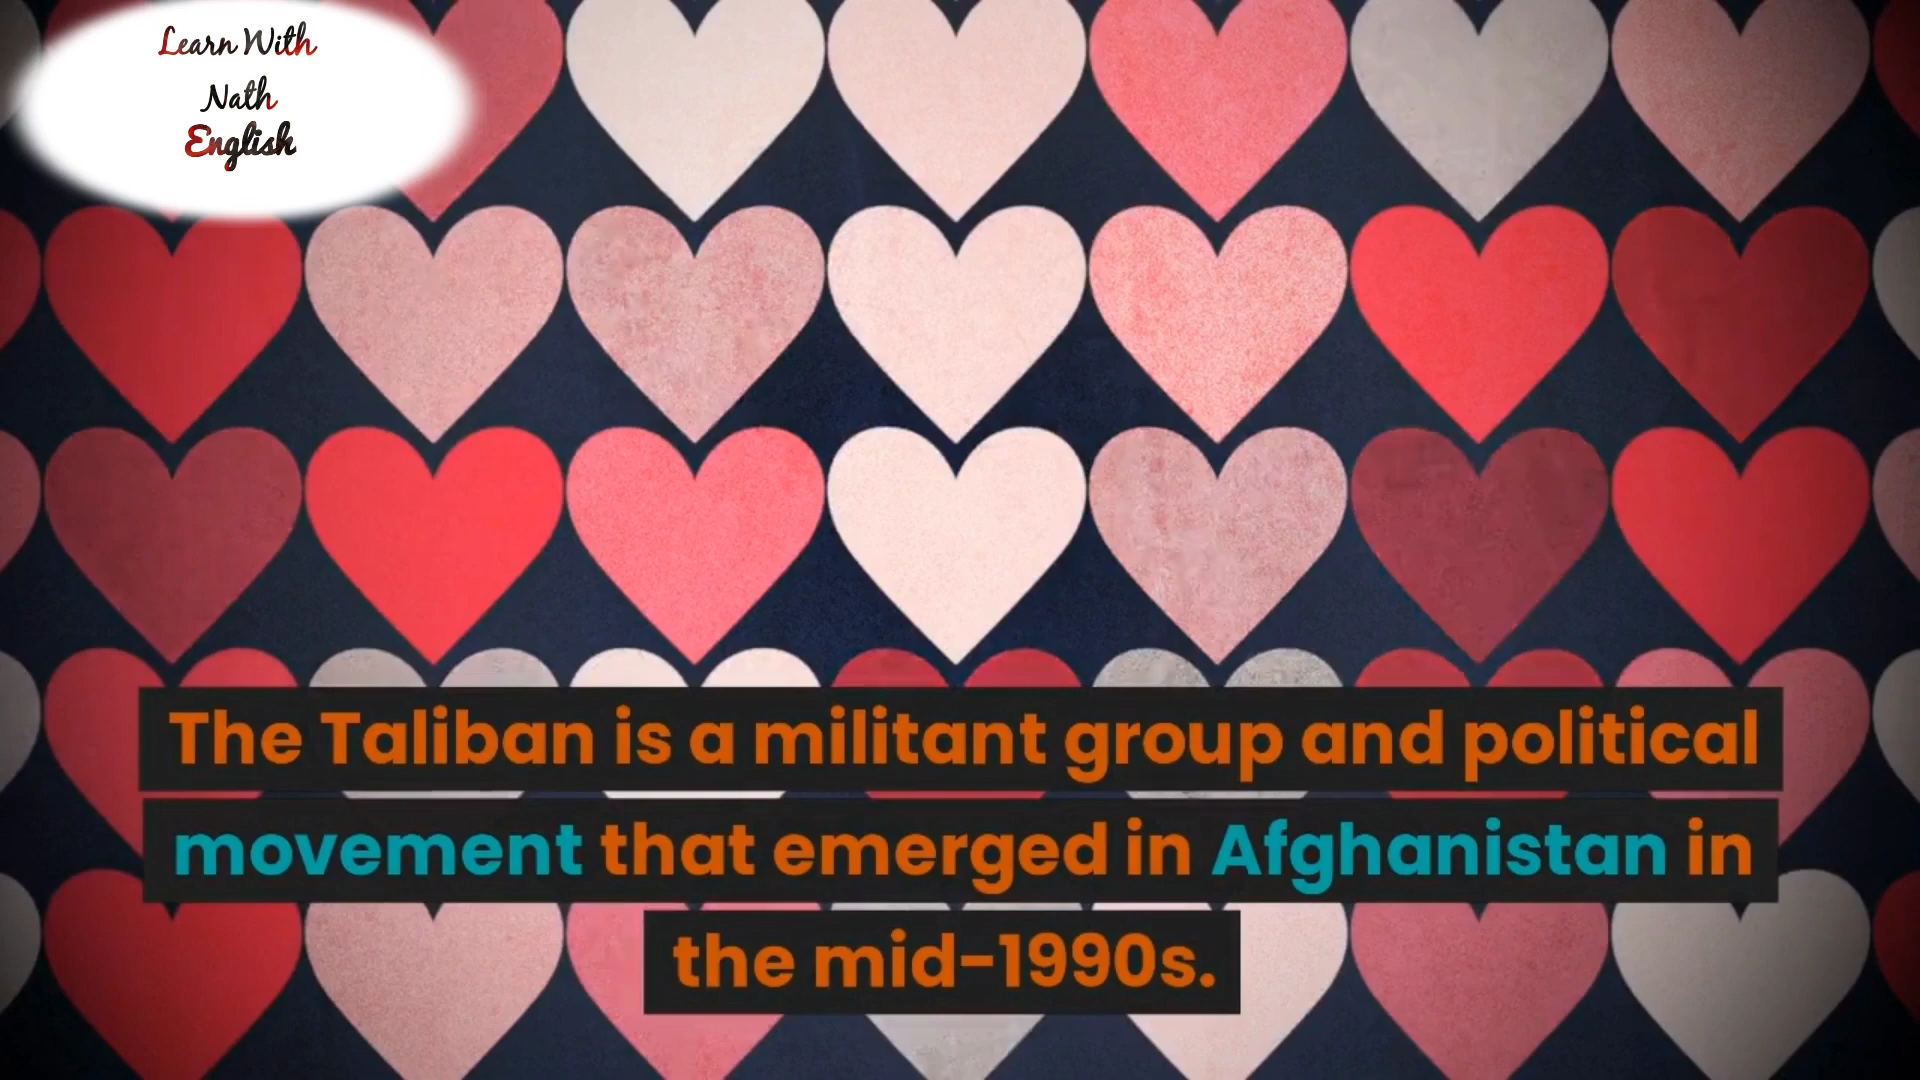 Learn With
Nath
English
The Taliban is a militant group and political
movement that emerged in Afghanistan in
the mid-1990s.